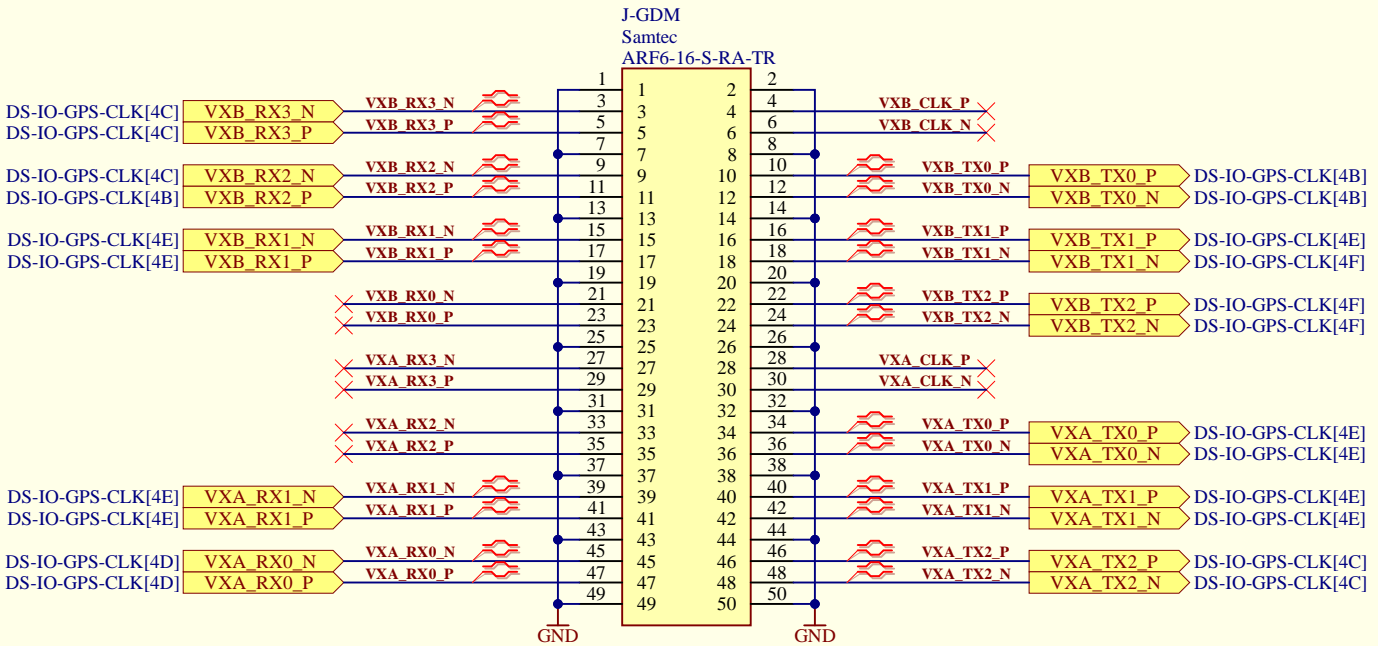 J-GDM
Samtec
ARF6-16-S-RA-TR
1 1 2 2
DS-IO-GPS-CLK[4C] VXB_RX3_N VXB_RX3_N 3 3 4 4 VXB_CLK_P
DS-IO-GPS-CLK[4C] VXB_RX3_P VXB_RX3_P 5 5 6 6 VXB_CLK_N
7 7 8 8
DS-IO-GPS-CLK[4C] VXB_RX2_N VXB_RX2_N 9 9 10 10 VXB_TX0_P VXB_TX0_P DS-IO-GPS-CLK[4B]
DS-IO-GPS-CLK[4B] VXB_RX2_P VXB_RX2_P 11 11 12 12 VXB_TX0_N VXB_TX0_N DS-IO-GPS-CLK[4B]
13 13 14 14
DS-IO-GPS-CLK[4E] VXB_RX1_N VXB_RX1_N 15 15 16 16 VXB_TX1_P VXB_TX1_P DS-IO-GPS-CLK[4E]
DS-IO-GPS-CLK[4E] VXB_RX1_P VXB_RX1_P 17 17 18 18 VXB_TX1_N VXB_TX1_N DS-IO-GPS-CLK[4F]
19 19 20 20
VXB_RX0_N 21 21 22 22 VXB_TX2_P VXB_TX2_P DS-IO-GPS-CLK[4F]
VXB_RX0_P 23 23 24 24 VXB_TX2_N VXB_TX2_N DS-IO-GPS-CLK[4F]
25 25 26 26
VXA_RX3_N 27 27 28 28 VXA_CLK_P
VXA_RX3_P 29 29 30 30 VXA_CLK_N
31 31 32 32
VXA_RX2_N 33 33 34 34 VXA_TX0_P VXA_TX0_P DS-IO-GPS-CLK[4E]
VXA_RX2_P 35 35 36 36 VXA_TX0_N VXA_TX0_N DS-IO-GPS-CLK[4E]
37 37 38 38
DS-IO-GPS-CLK[4E] VXA_RX1_N VXA_RX1_N 39 39 40 40 VXA_TX1_P VXA_TX1_P DS-IO-GPS-CLK[4E]
DS-IO-GPS-CLK[4E] VXA_RX1_P VXA_RX1_P 41 41 42 42 VXA_TX1_N VXA_TX1_N DS-IO-GPS-CLK[4E]
43 43 44 44
DS-IO-GPS-CLK[4D] VXA_RX0_N VXA_RX0_N 45 45 46 46 VXA_TX2_P VXA_TX2_P DS-IO-GPS-CLK[4C]
DS-IO-GPS-CLK[4D] VXA_RX0_P VXA_RX0_P 47 47 48 48 VXA_TX2_N VXA_TX2_N DS-IO-GPS-CLK[4C]
49 49 50 50
GND GND